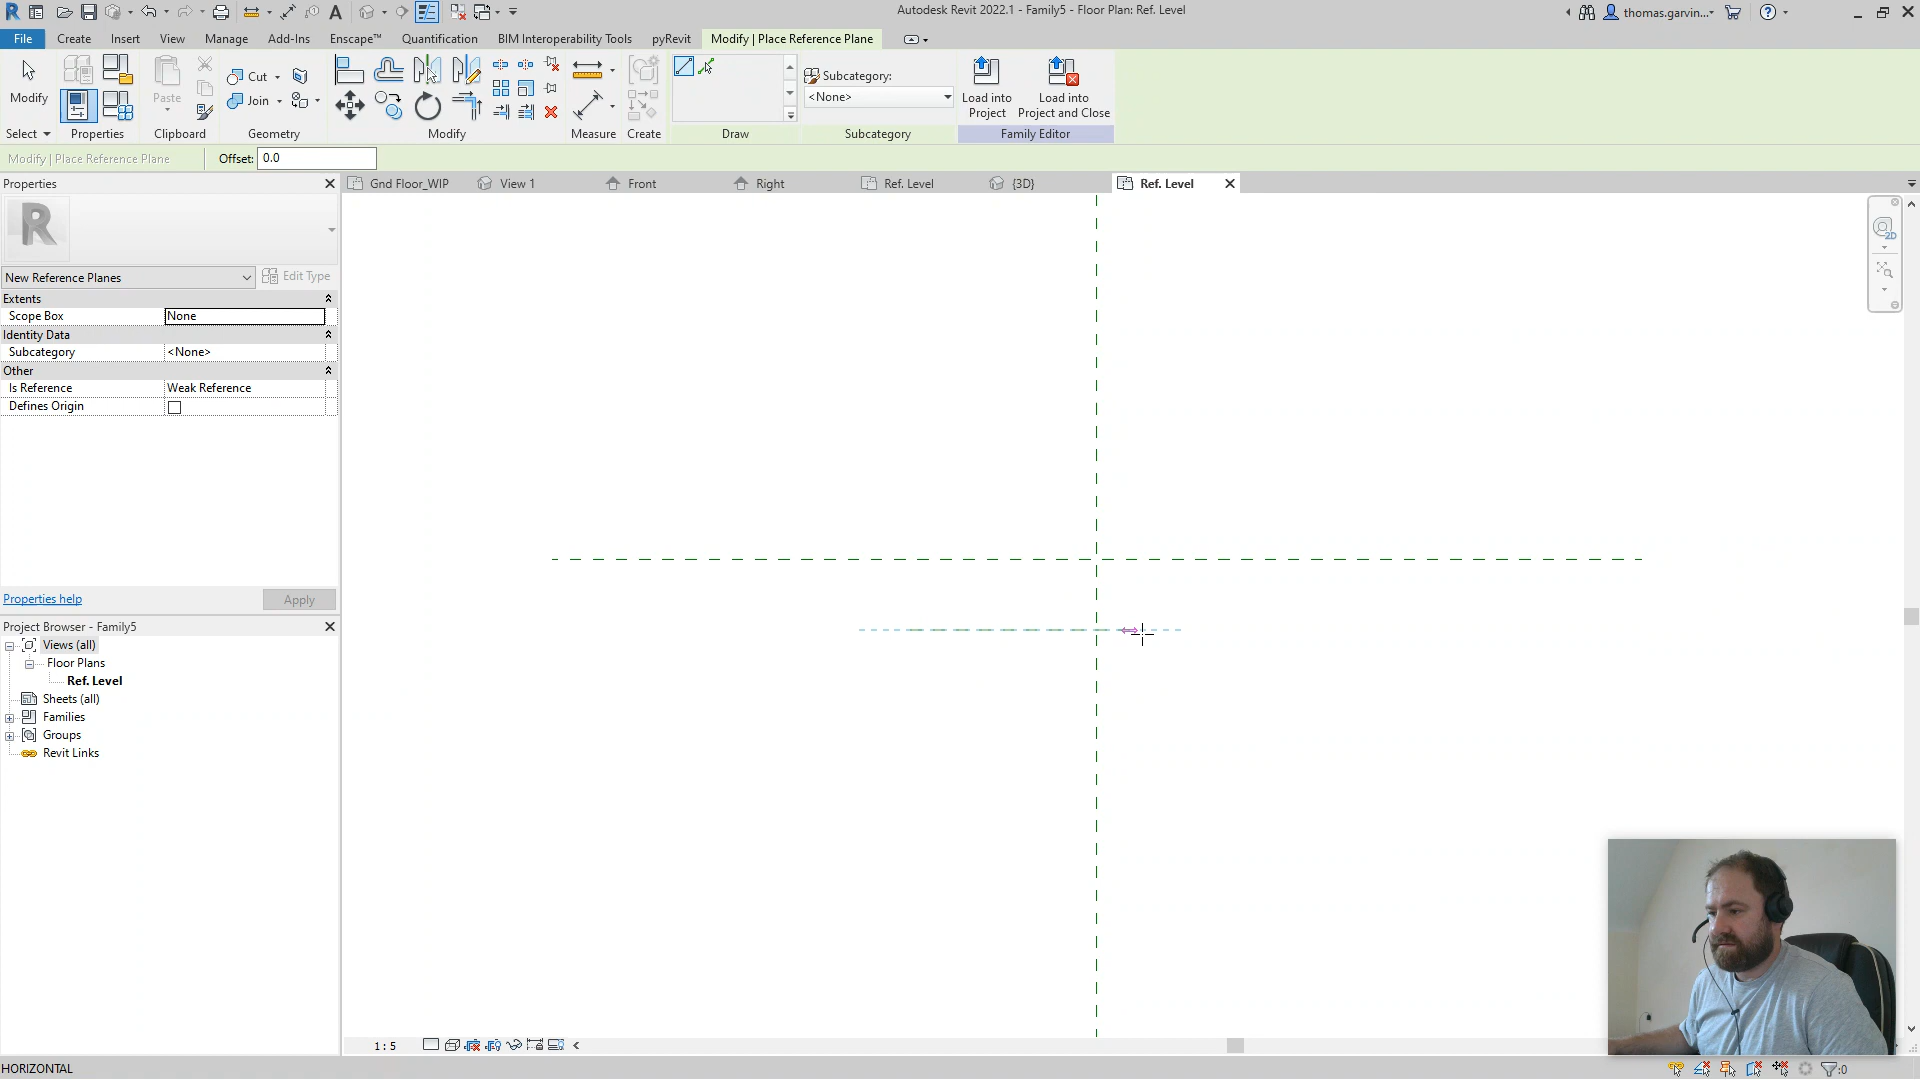 Autodesk Revit 2022.1 - Family5 - Floor Plan: Ref. Level
thomas.garvin...
File Create Insert View Manage Add-Ins Enscape™ Quantification BIM Interoperability Tools pyRevit Modify | Place Reference Plane
Modify Paste Cut Join Subcategory: <None> Load into Project Load into Project and Close
Select Properties Clipboard Geometry Modify Measure Create Draw Subcategory Family Editor
Modify | Place Reference Plane Offset: 0.0
Properties
Gnd Floor_WIP View 1 Front Right Ref. Level {3D} Ref. Level
R
New Reference Planes Edit Type
Extents
Scope Box None
Identity Data
Subcategory <None>
Other
Is Reference Weak Reference
Defines Origin
Properties help Apply
Project Browser - Family5
Views (all)
Floor Plans
Ref. Level
Sheets (all)
Families
Groups
Revit Links
2D
1 : 5
HORIZONTAL
:0